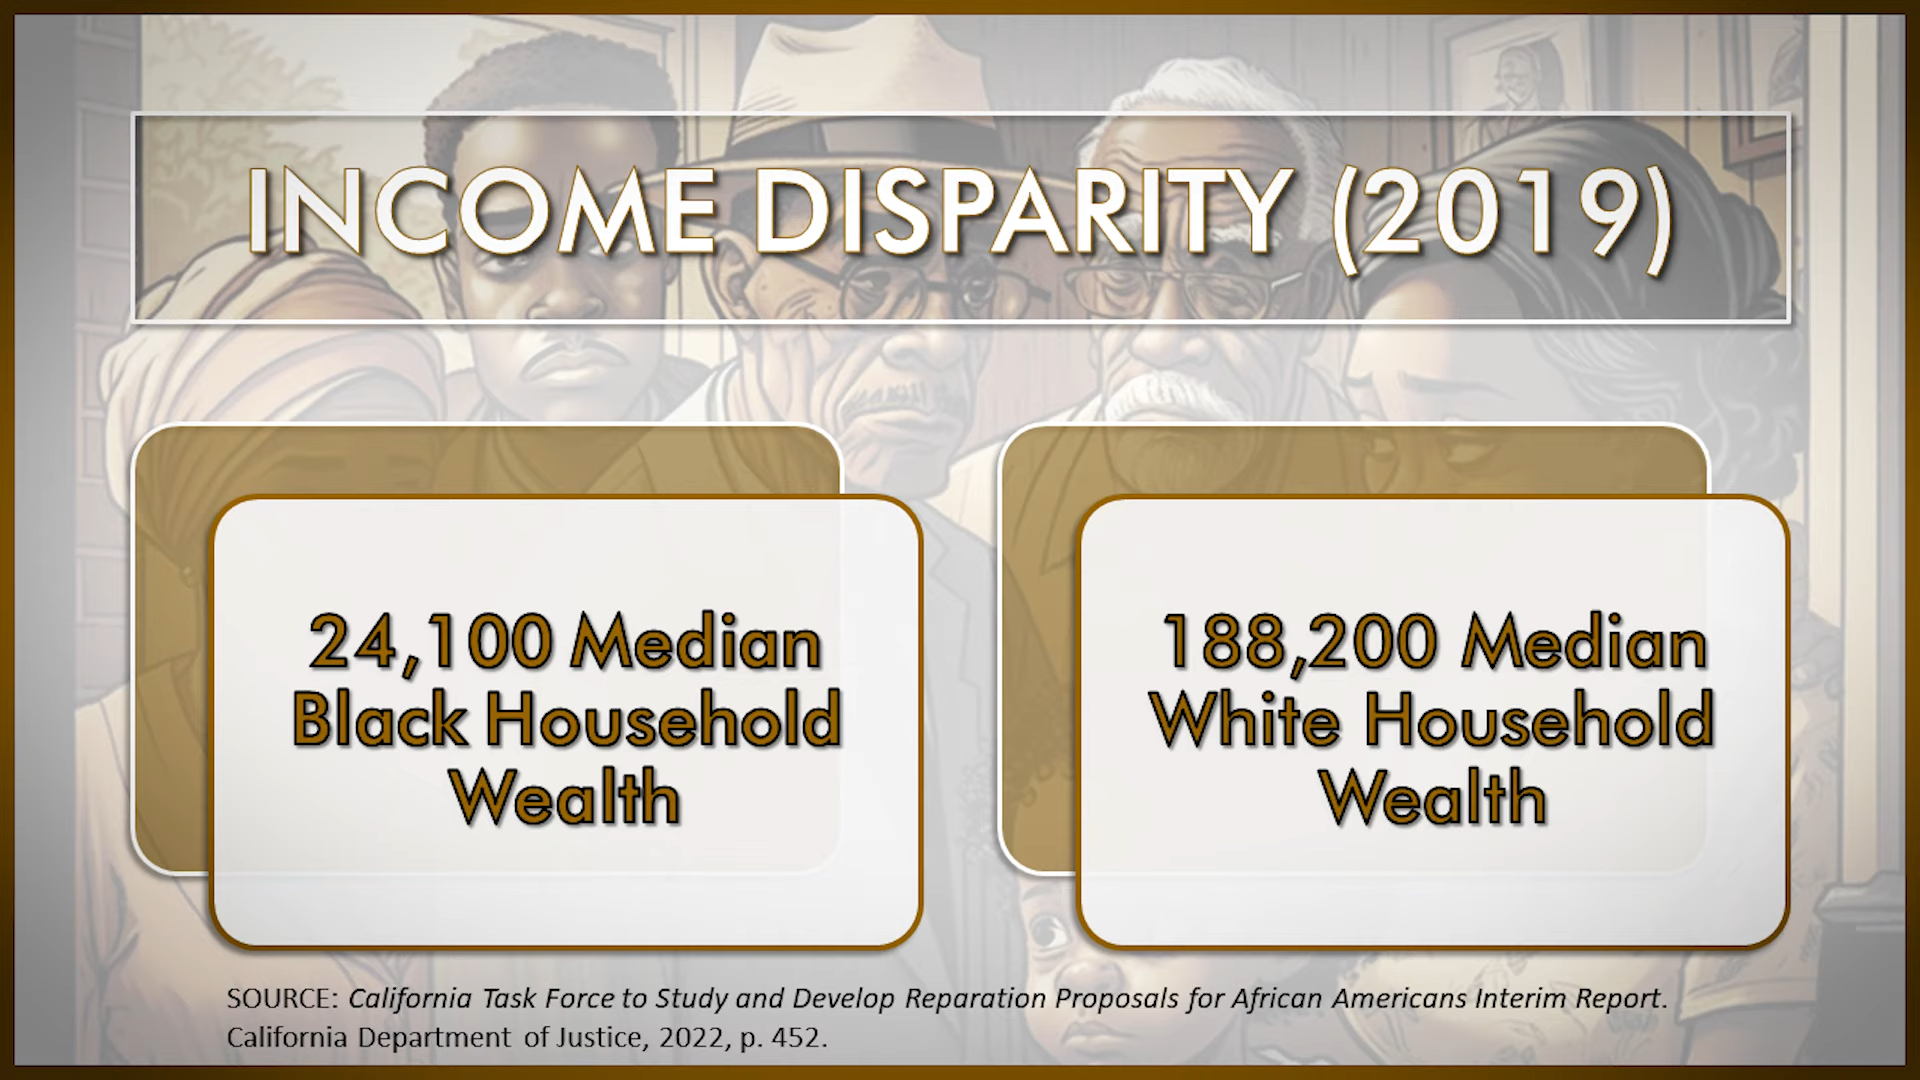 INCOME DISPARITY (2019)
24,100 Median
Black Household
Wealth
188,200 Median
White Household
Wealth
SOURCE: California Task Force to Study and Develop Reparation Proposals for African Americans Interim Report.
California Department of Justice, 2022, p. 452.